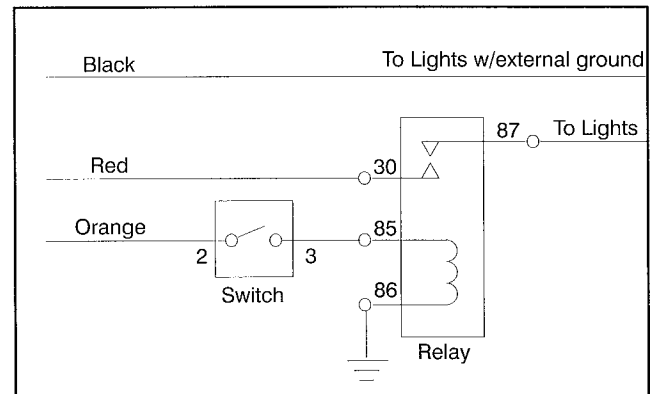 Black
To Lights w/external ground
87
To Lights
Red
30
Orange
85
2
3
86
Switch
Relay